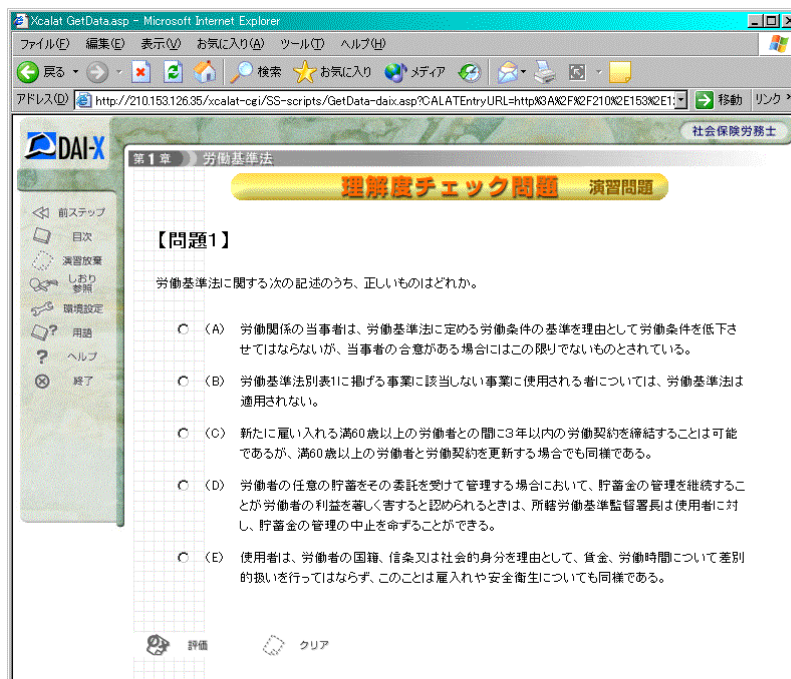 Xcalat GetData.asp - Microsoft Internet Explorer
ファイル(F) 編集(E) 表示(V) お気に入り(A) ツール(T) ヘルプ(H)
戻る 検索 お気に入り メディア
アドレス(D) http://210.153.126.35/xcalat-cgi/SS-scripts/GetData-daix.asp?CALATEntryURL=http%3A%2F%2F210%2E153%2E1 移動 リンク
DAI-X
社会保険労務士
第1章 労働基準法
理解度チェック問題 演習問題
前ステップ
目次
演習放棄
しおり
参照
環境設定
用語
ヘルプ
終了
【問題1】
労働基準法に関する次の記述のうち、正しいものはどれか。
(A) 労働関係の当事者は、労働基準法に定める労働条件の基準を理由として労働条件を低下さ
せてはならないが、当事者の合意がある場合にはこの限りでないものとされている。
(B) 労働基準法別表1に掲げる事業に該当しない事業に使用される者については、労働基準法は
適用されない。
(C) 新たに雇い入れる満60歳以上の労働者との間に3年以内の労働契約を締結することは可能
であるが、満60歳以上の労働者と労働契約を更新する場合でも同様である。
(D) 労働者の任意の貯蓄をその委託を受けて管理する場合において、貯蓄金の管理を継続するこ
とが労働者の利益を著しく害すると認められるときは、所轄労働基準監督署長は使用者に対
し、貯蓄金の管理の中止を命ずることができる。
(E) 使用者は、労働者の国籍、信条又は社会的身分を理由として、賃金、労働時間について差別
的扱いを行ってはならず、このことは雇入れや安全衛生についても同様である。
評価 クリア